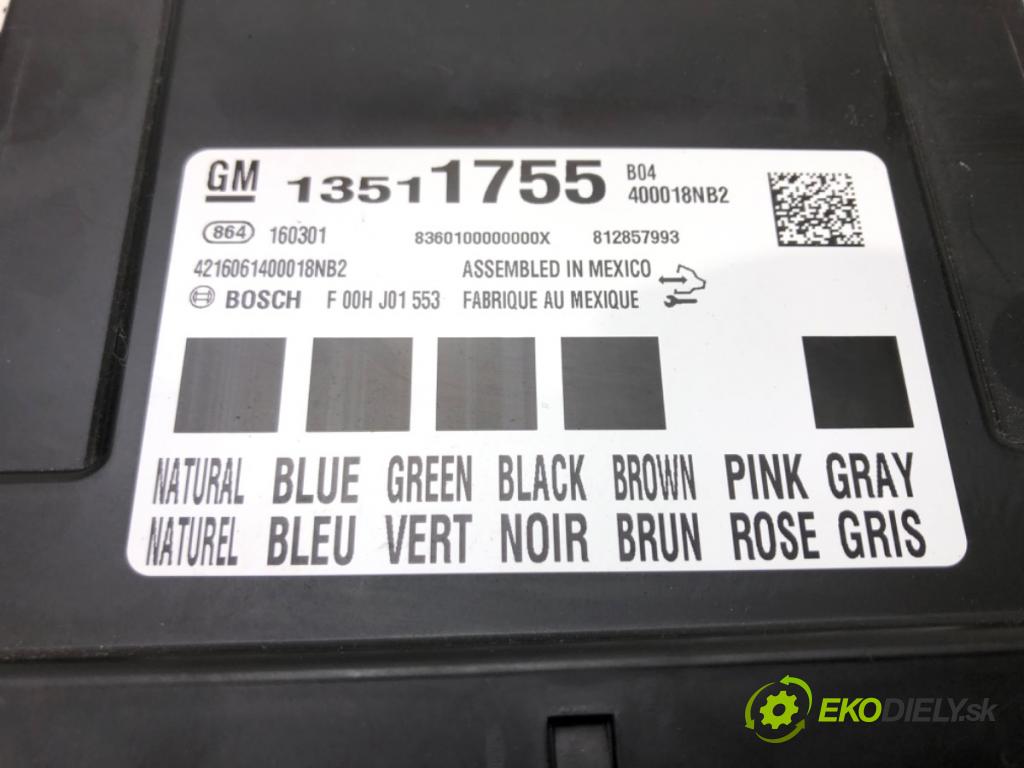 GM 13511755 B04
400018NB2
864 160301 8360100000000X 812857993
4216061400018NB2 ASSEMBLED IN MEXICO
BOSCH F 00H J01 553 FABRIQUE AU MEXIQUE
NATURAL BLUE GREEN BLACK BROWN PINK GRAY
NATUREL BLEU VERT NOIR BRUN ROSE GRIS
EKODIELY.sk